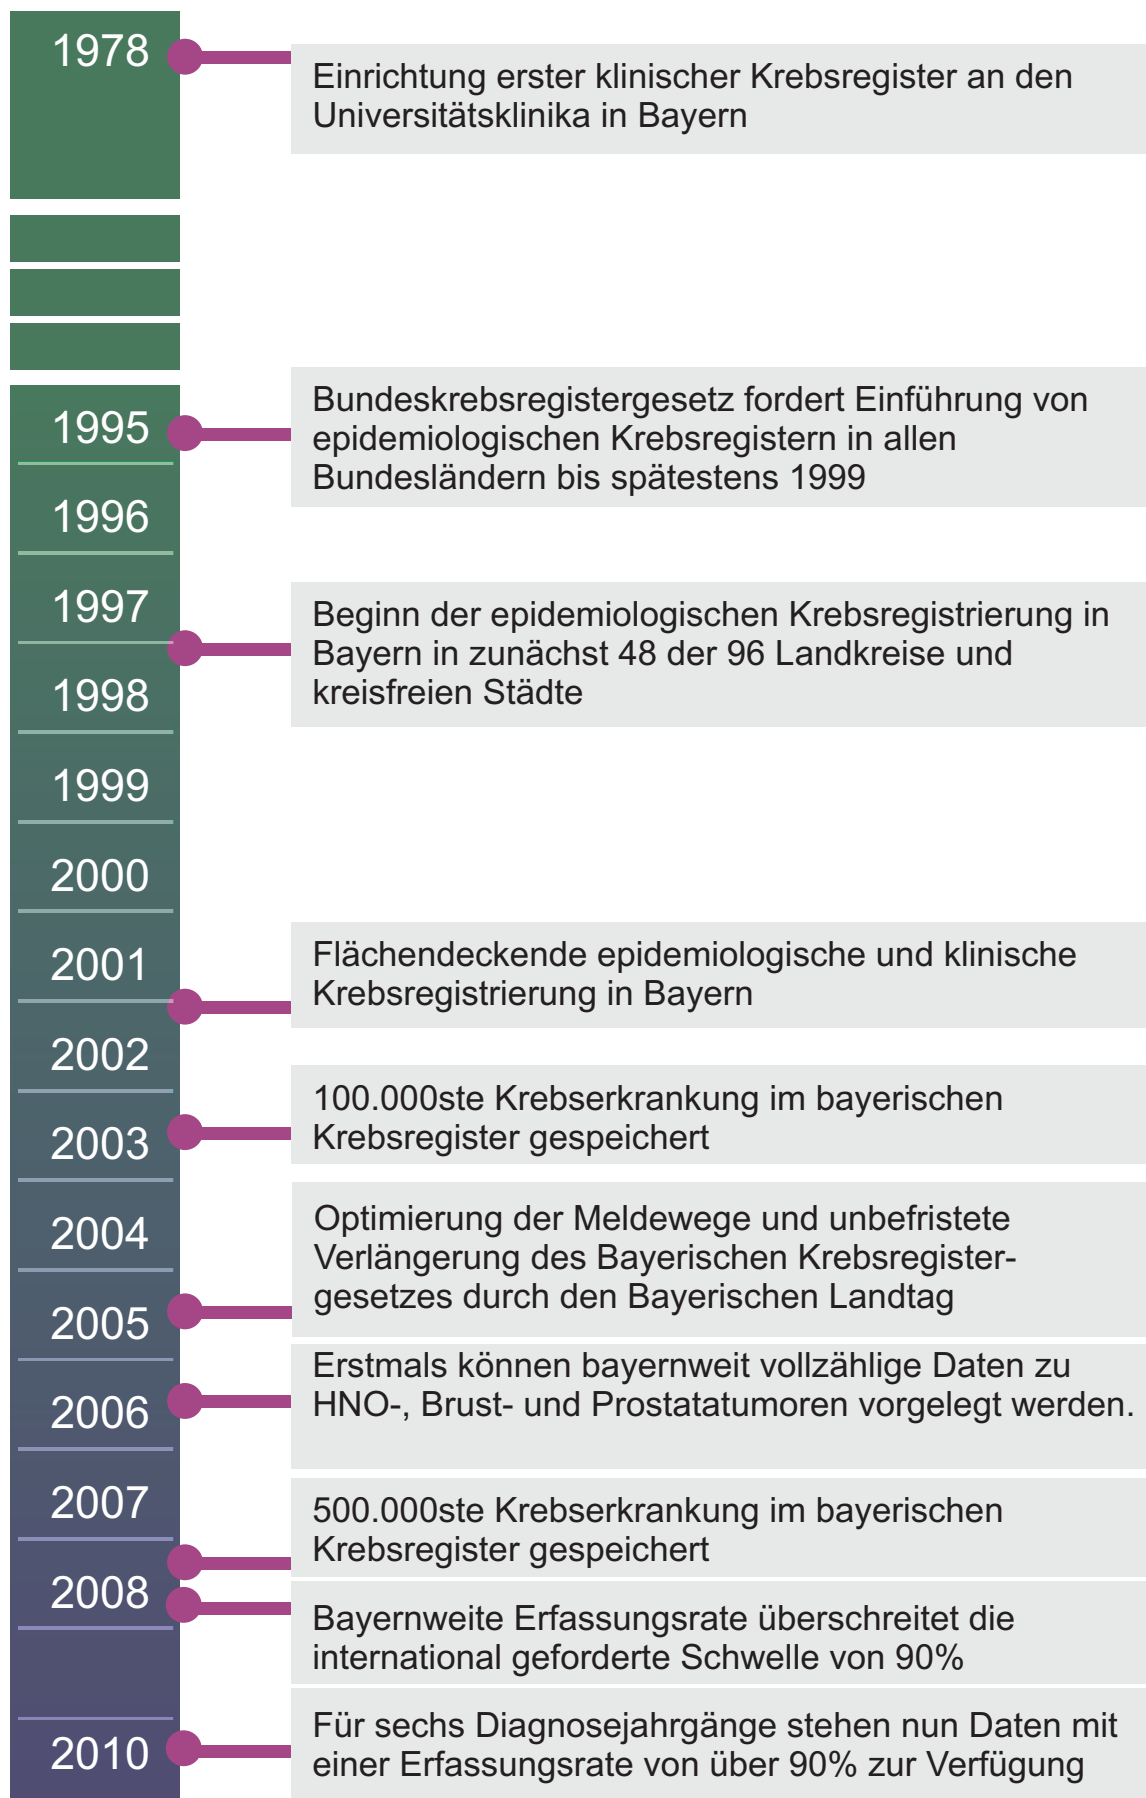 1978
Einrichtung erster klinischer Krebsregister an den
Universitätsklinika in Bayern
1995
Bundeskrebsregistergesetz fordert Einführung von
epidemiologischen Krebsregistern in allen
Bundesländern bis spätestens 1999
1996
1997
Beginn der epidemiologischen Krebsregistrierung in
Bayern in zunächst 48 der 96 Landkreise und
kreisfreien Städte
1998
1999
2000
2001
Flächendeckende epidemiologische und klinische
Krebsregistrierung in Bayern
2002
2003
100.000ste Krebserkrankung im bayerischen
Krebsregister gespeichert
2004
Optimierung der Meldewege und unbefristete
Verlängerung des Bayerischen Krebsregister-
gesetzes durch den Bayerischen Landtag
2005
2006
Erstmals können bayernweit vollzählige Daten zu
HNO-, Brust- und Prostatatumoren vorgelegt werden.
2007
500.000ste Krebserkrankung im bayerischen
Krebsregister gespeichert
2008
Bayernweite Erfassungsrate überschreitet die
international geforderte Schwelle von 90%
2010
Für sechs Diagnosejahrgänge stehen nun Daten mit
einer Erfassungsrate von über 90% zur Verfügung